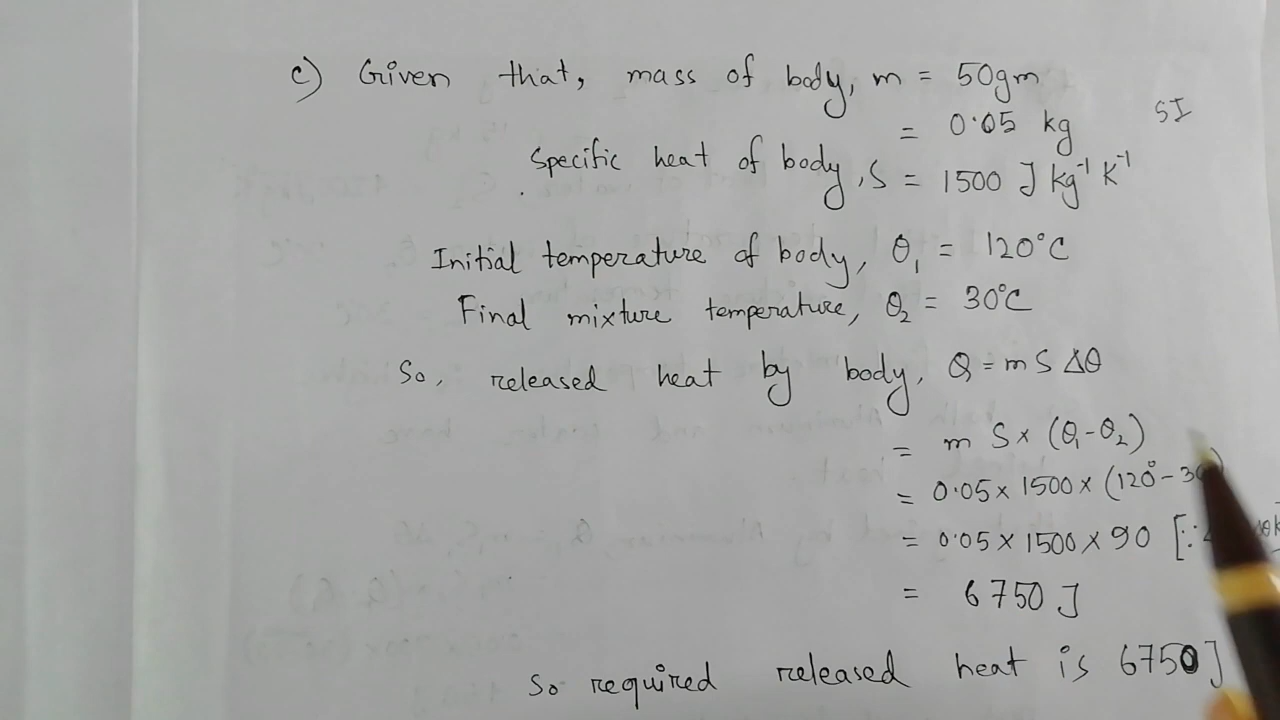 c) Given that, mass of body, m = 50gm
= 0.05 kg
SI
Specific heat of body, S = 1500 J kg⁻¹ K⁻¹
Initial temperature of body, θ₁ = 120°C
Final mixture temperature, θ₂ = 30°C
So, released heat by body, Q = m S Δθ
= m S × (θ₁ - θ₂)
= 0.05 × 1500 × (120° - 30
= 0.05 × 1500 × 90 [∵
= 6750 J
So required released heat is 6750 J